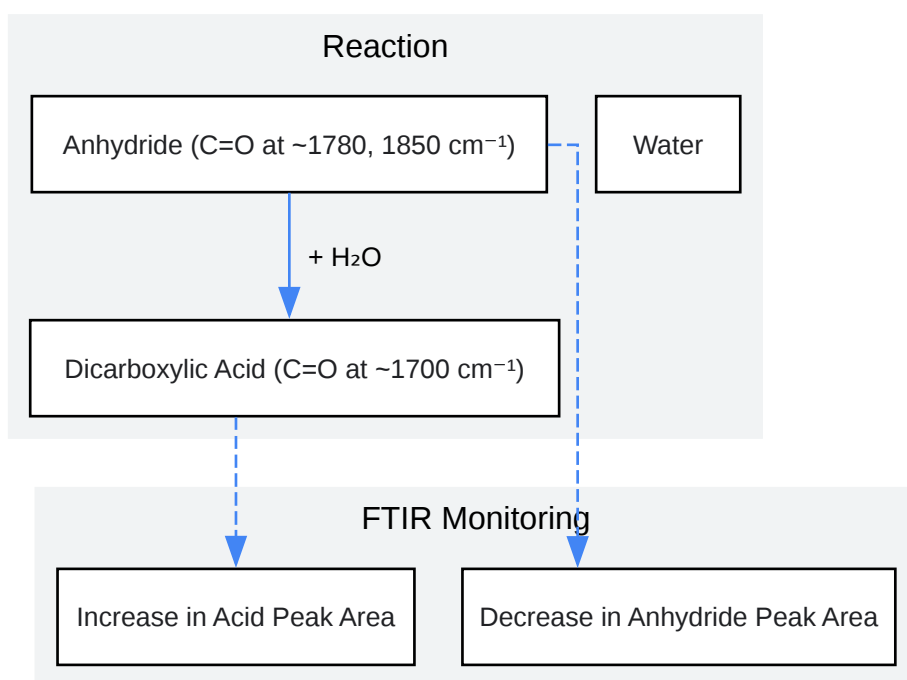 Reaction
Anhydride (C=O at ~1780, 1850 cm⁻¹)
Water
+ H₂O
Dicarboxylic Acid (C=O at ~1700 cm⁻¹)
FTIR Monitoring
Increase in Acid Peak Area
Decrease in Anhydride Peak Area